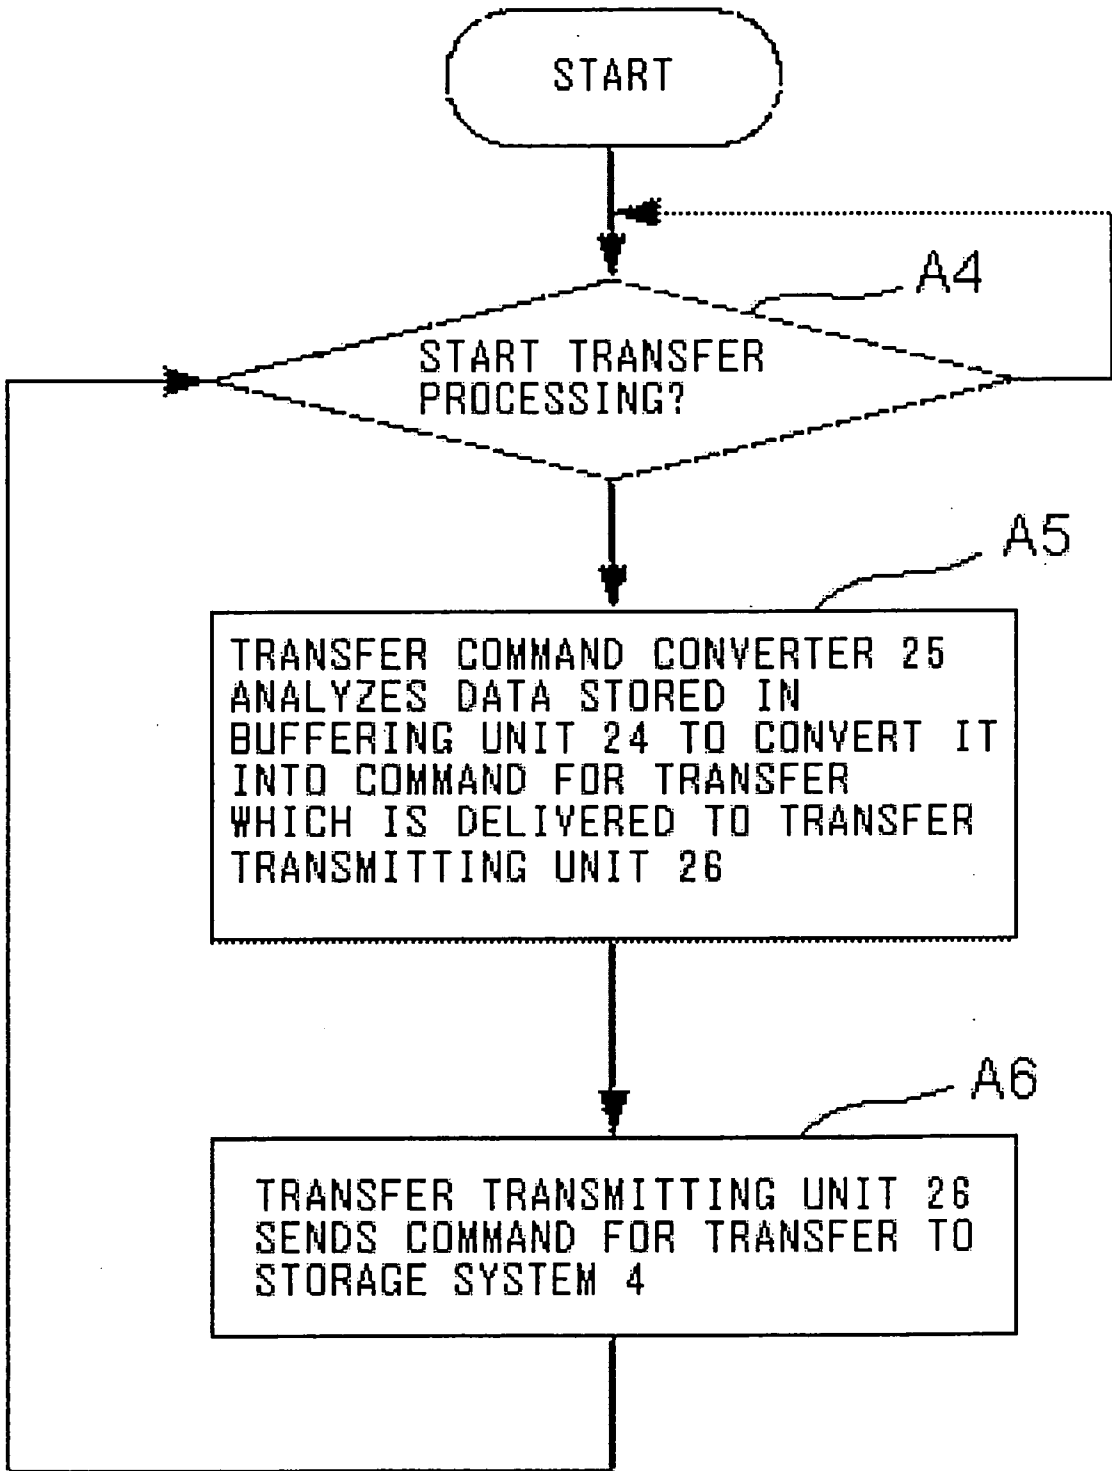 START
A4
START TRANSFER
PROCESSING?
A5
TRANSFER COMMAND CONVERTER 25
ANALYZES DATA STORED IN
BUFFERING UNIT 24 TO CONVERT IT
INTO COMMAND FOR TRANSFER
WHICH IS DELIVERED TO TRANSFER
TRANSMITTING UNIT 26
A6
TRANSFER TRANSMITTING UNIT 26
SENDS COMMAND FOR TRANSFER TO
STORAGE SYSTEM 4